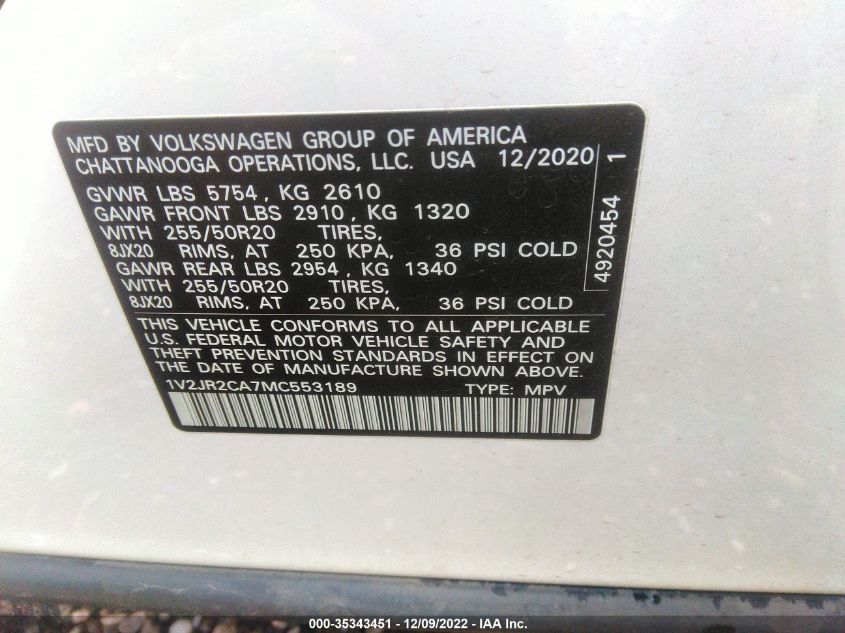 MFD BY VOLKSWAGEN GROUP OF AMERICA
CHATTANOOGA OPERATIONS, LLC. USA 12/2020
GVWR LBS 5754, KG 2610
GAWR FRONT LBS 2910, KG 1320
WITH 255/50R20 TIRES,
8JX20 RIMS, AT 250 KPA, 36 PSI COLD
GAWR REAR LBS 2954, KG 1340
WITH 255/50R20 TIRES,
8JX20 RIMS, AT 250 KPA, 36 PSI COLD
THIS VEHICLE CONFORMS TO ALL APPLICABLE
U.S. FEDERAL MOTOR VEHICLE SAFETY AND
THEFT PREVENTION STANDARDS IN EFFECT ON
THE DATE OF MANUFACTURE SHOWN ABOVE.
1V2JR2CA7MC553189 TYPE: MPV
4920454 1
000-35343451 - 12/09/2022 - IAA Inc.